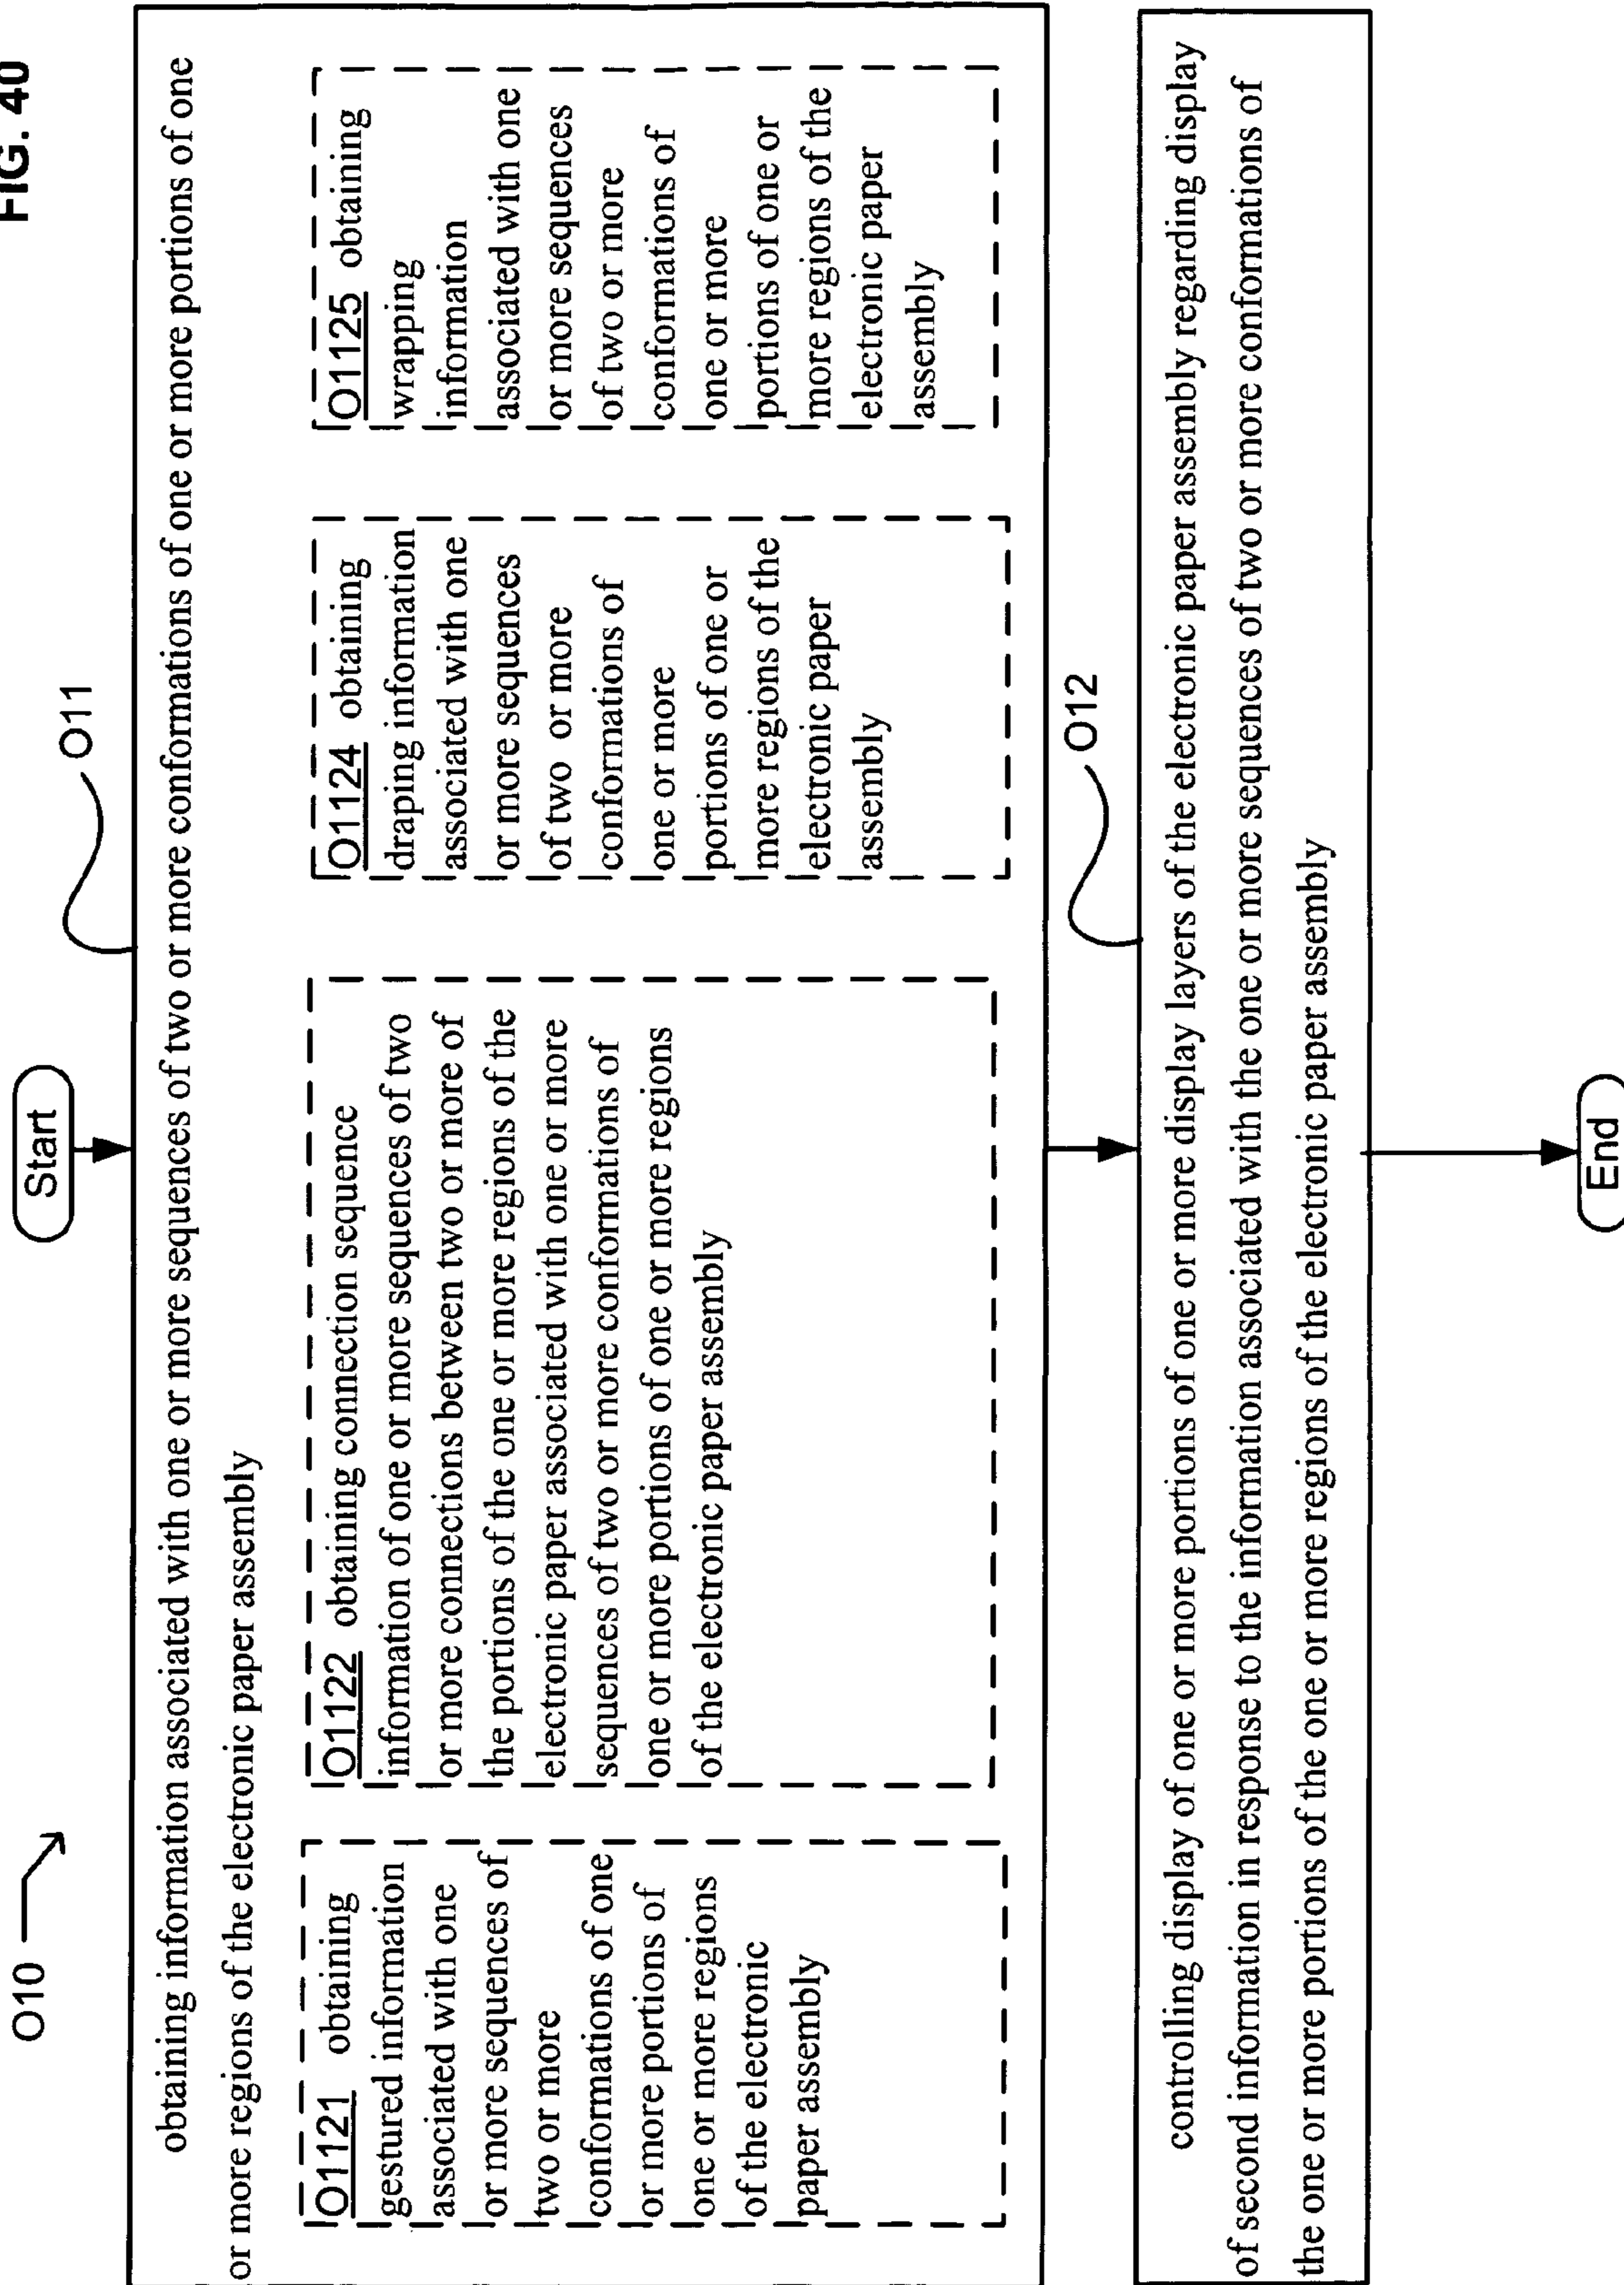 FIG. 40
O10
Start
O11
obtaining information associated with one or more sequences of two or more conformations of one or more portions of one
or more regions of the electronic paper assembly
O1121 obtaining
gestured information
associated with one
or more sequences of
two or more
conformations of one
or more portions of
one or more regions
of the electronic
paper assembly
O1122 obtaining connection sequence
information of one or more sequences of two
or more connections between two or more of
the portions of the one or more regions of the
electronic paper associated with one or more
sequences of two or more conformations of
one or more portions of one or more regions
of the electronic paper assembly
O1124 obtaining
draping information
associated with one
or more sequences
of two or more
conformations of
one or more
portions of one or
more regions of the
electronic paper
assembly
O1125 obtaining
wrapping
information
associated with one
or more sequences
of two or more
conformations of
one or more
portions of one or
more regions of the
electronic paper
assembly
O12
controlling display of one or more portions of one or more display layers of the electronic paper assembly regarding display
of second information in response to the information associated with the one or more sequences of two or more conformations of
the one or more portions of the one or more regions of the electronic paper assembly
End